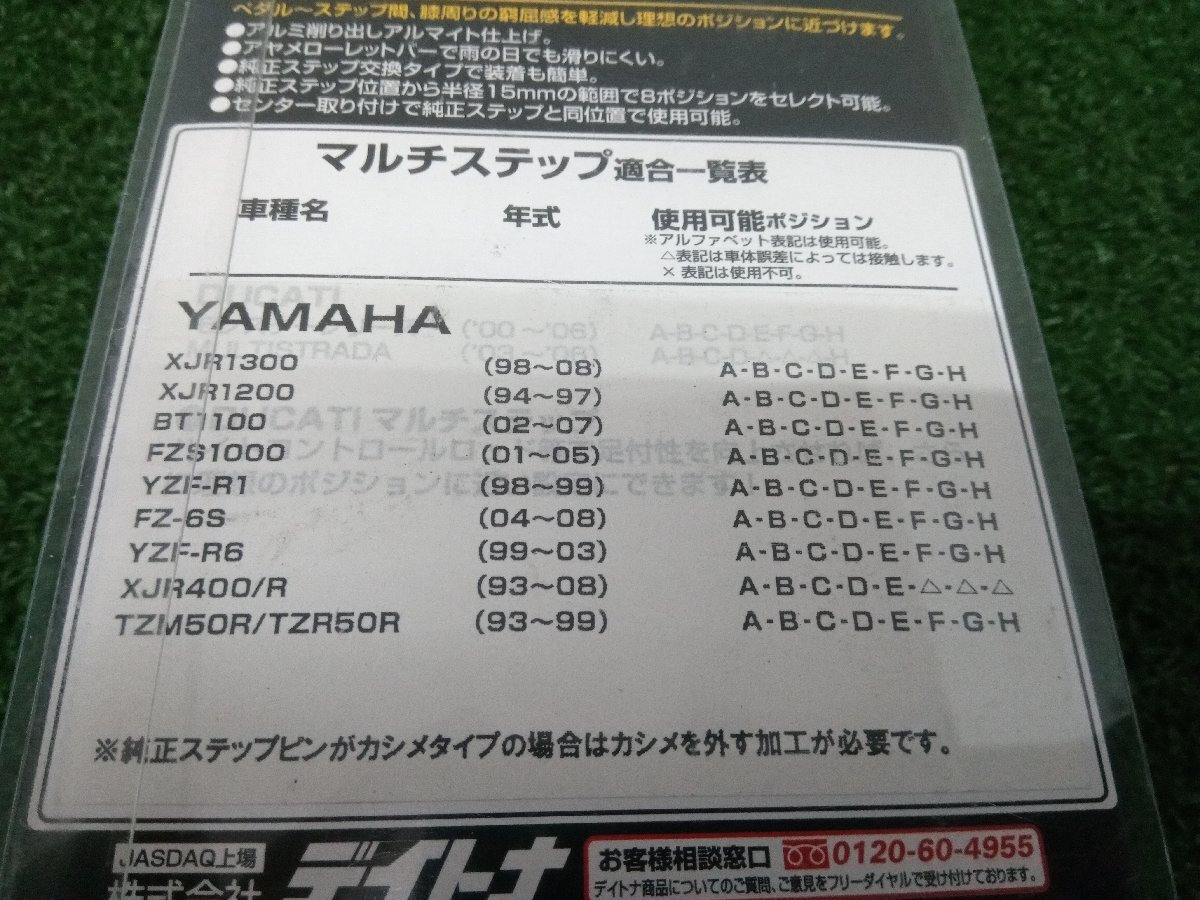 ペダル〜ステップ間、膝周りの窮屈感を軽減し理想のポジションに近づけます。
●アルミ削り出しアルマイト仕上げ。
●アヤメローレットバーで雨の日でも滑りにくい。
●純正ステップ交換タイプで装着も簡単。
●純正ステップ位置から半径15mmの範囲で8ポジションをセレクト可能。
●センター取り付けで純正ステップと同位置で使用可能。
マルチステップ適合一覧表
車種名 年式 使用可能ポジション
※アルファベット表記は使用可能。
△表記は車体誤差によっては接触します。
× 表記は使用不可。
DUCATI
('00〜'06) A-B-C-D-E-F-G-H
MULTISTRADA
YAMAHA
XJR1300 (98〜08) A-B-C-D-E-F-G-H
XJR1200 (94〜97) A-B-C-D-E-F-G-H
BT1100 (02〜07) A-B-C-D-E-F-G-H
FZS1000 (01〜05) A-B-C-D-E-F-G-H
YZF-R1 (98〜99) A-B-C-D-E-F-G-H
FZ-6S (04〜08) A-B-C-D-E-F-G-H
YZF-R6 (99〜03) A-B-C-D-E-F-G-H
XJR400/R (93〜08) A-B-C-D-E-△-△-△
TZM50R/TZR50R (93〜99) A-B-C-D-E-F-G-H
※純正ステップピンがカシメタイプの場合はカシメを外す加工が必要です。
JASDAQ上場
株式会社
デイトナ
お客様相談窓口 0120-60-4955
デイトナ商品についてのご質問、ご意見をフリーダイヤルで受け付けております。